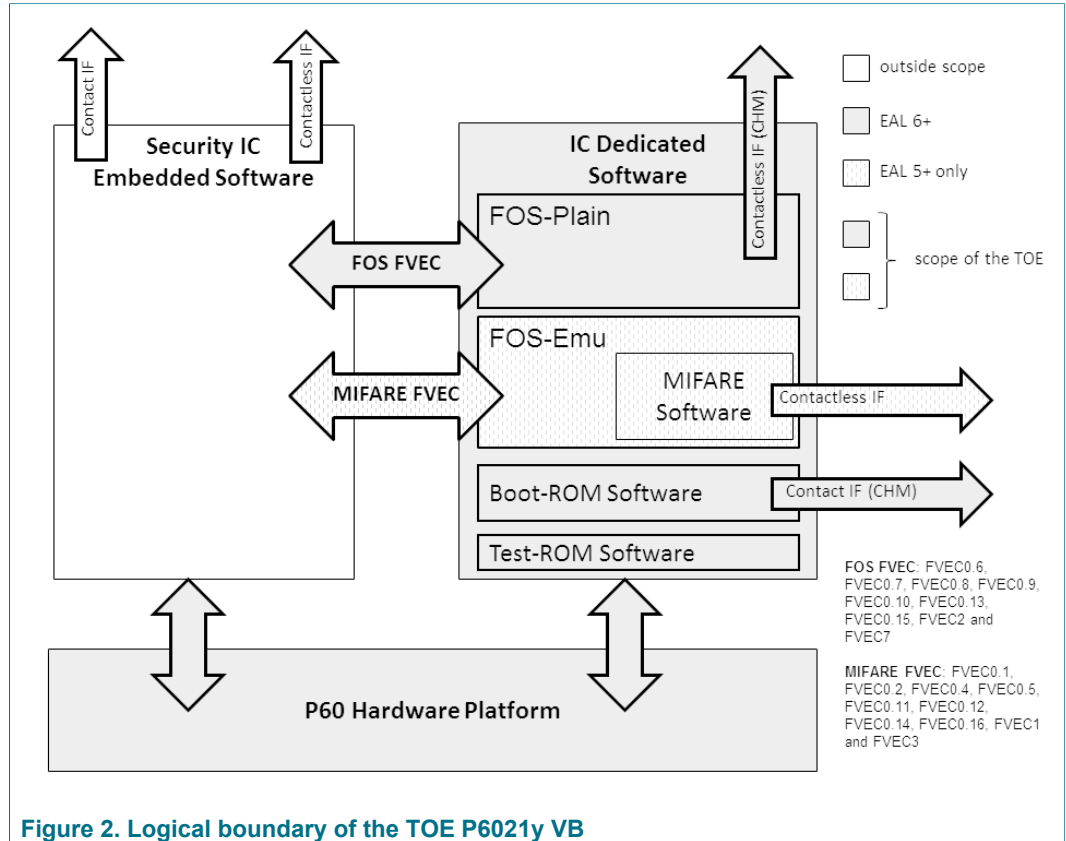 Contact IF
Contactless IF
Security IC
Embedded Software
IC Dedicated
Software
Contactless IF (CHM)
outside scope
EAL 6+
EAL 5+ only
scope of the TOE
FOS-Plain
FOS FVEC
FOS-Emu
MIFARE FVEC
MIFARE
Software
Contactless IF
Boot-ROM Software
Contact IF (CHM)
Test-ROM Software
FOS FVEC: FVEC0.6,
FVEC0.7, FVEC0.8, FVEC0.9,
FVEC0.10, FVEC0.13,
FVEC0.15, FVEC2 and
FVEC7
MIFARE FVEC: FVEC0.1,
FVEC0.2, FVEC0.4, FVEC0.5,
FVEC0.11, FVEC0.12,
FVEC0.14, FVEC0.16, FVEC1
and FVEC3
P60 Hardware Platform
Figure 2. Logical boundary of the TOE P6021y VB